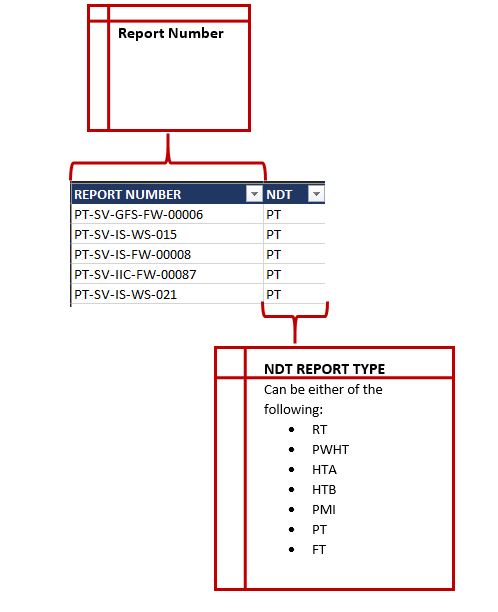 Report Number
REPORT NUMBER NDT
PT-SV-GFS-FW-00006 PT
PT-SV-IS-WS-015 PT
PT-SV-IS-FW-00008 PT
PT-SV-IIC-FW-00087 PT
PT-SV-IS-WS-021 PT
NDT REPORT TYPE
Can be either of the
following:
• RT
• PWHT
• HTA
• HTB
• PMI
• PT
• FT